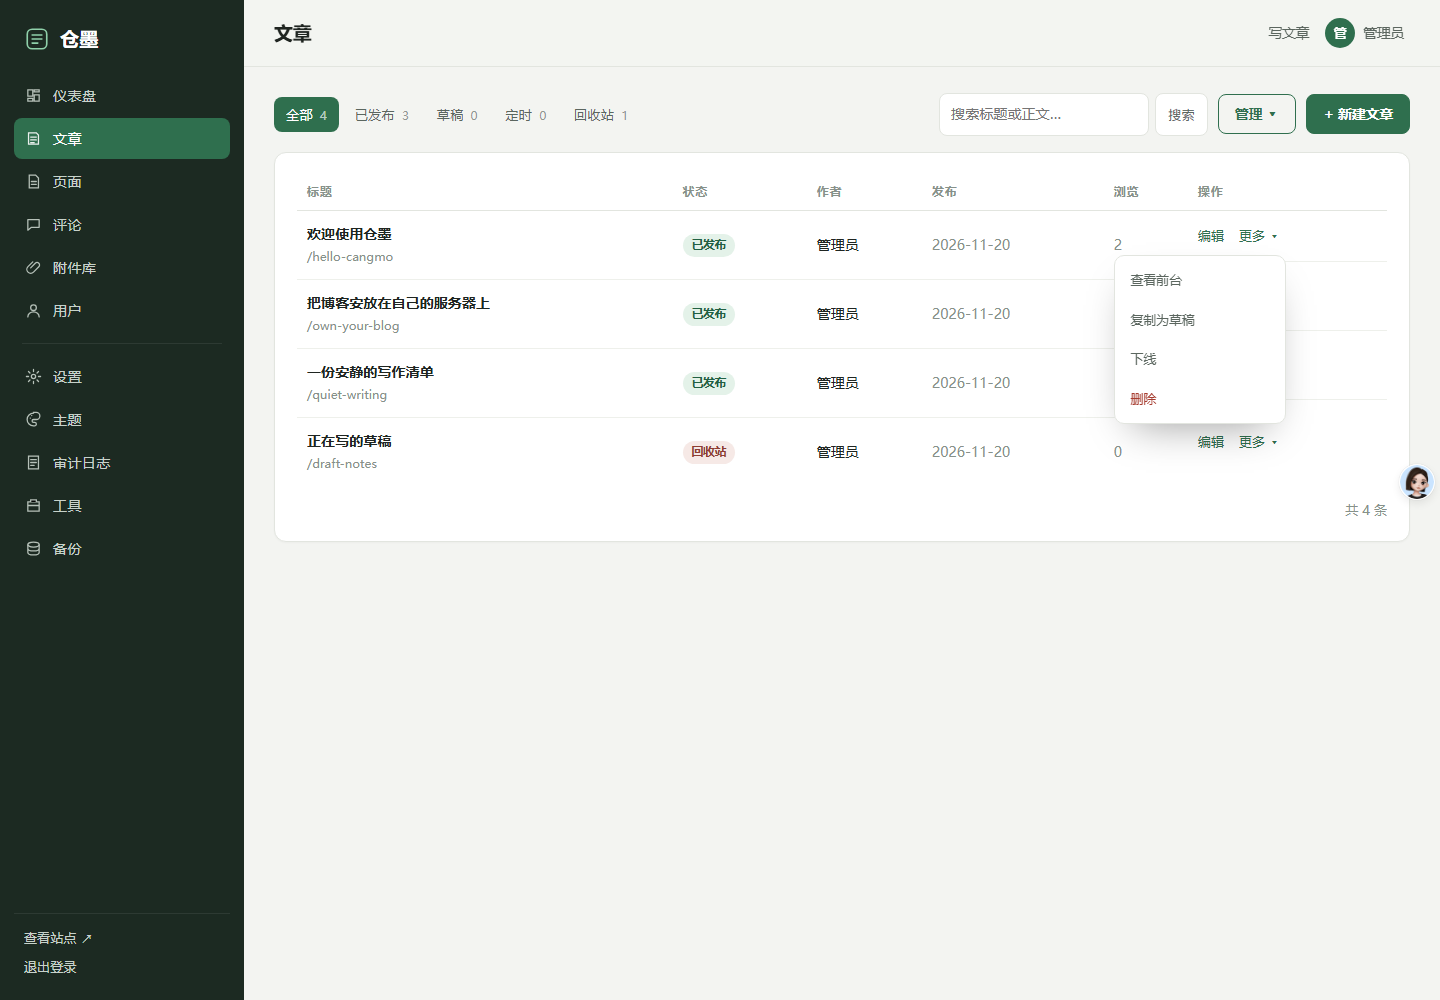 仓墨
仪表盘
文章
页面
评论
附件库
用户
设置
主题
审计日志
工具
备份
查看站点 ↗
退出登录
文章
写文章 管 管理员
全部 4 已发布 3 草稿 0 定时 0 回收站 1
搜索标题或正文... 搜索 管理 ▾ + 新建文章
标题 状态 作者 发布 浏览 操作
欢迎使用仓墨
/hello-cangmo
已发布 管理员 2026-11-20 2 编辑 更多 ▾
把博客安放在自己的服务器上
/own-your-blog
已发布 管理员 2026-11-20
一份安静的写作清单
/quiet-writing
已发布 管理员 2026-11-20
正在写的草稿
/draft-notes
回收站 管理员 2026-11-20 0 编辑 更多 ▾
查看前台
复制为草稿
下线
删除
共 4 条